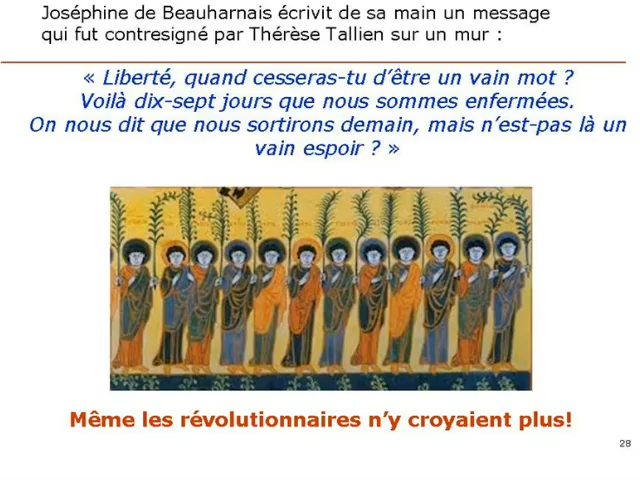 Joséphine de Beauharnais écrivit de sa main un message
qui fut contresigné par Thérèse Tallien sur un mur :
« Liberté, quand cesseras-tu d’être un vain mot ?
Voilà dix-sept jours que nous sommes enfermées.
On nous dit que nous sortirons demain, mais n’est-pas là un
vain espoir ? »
Même les révolutionnaires n’y croyaient plus!
28